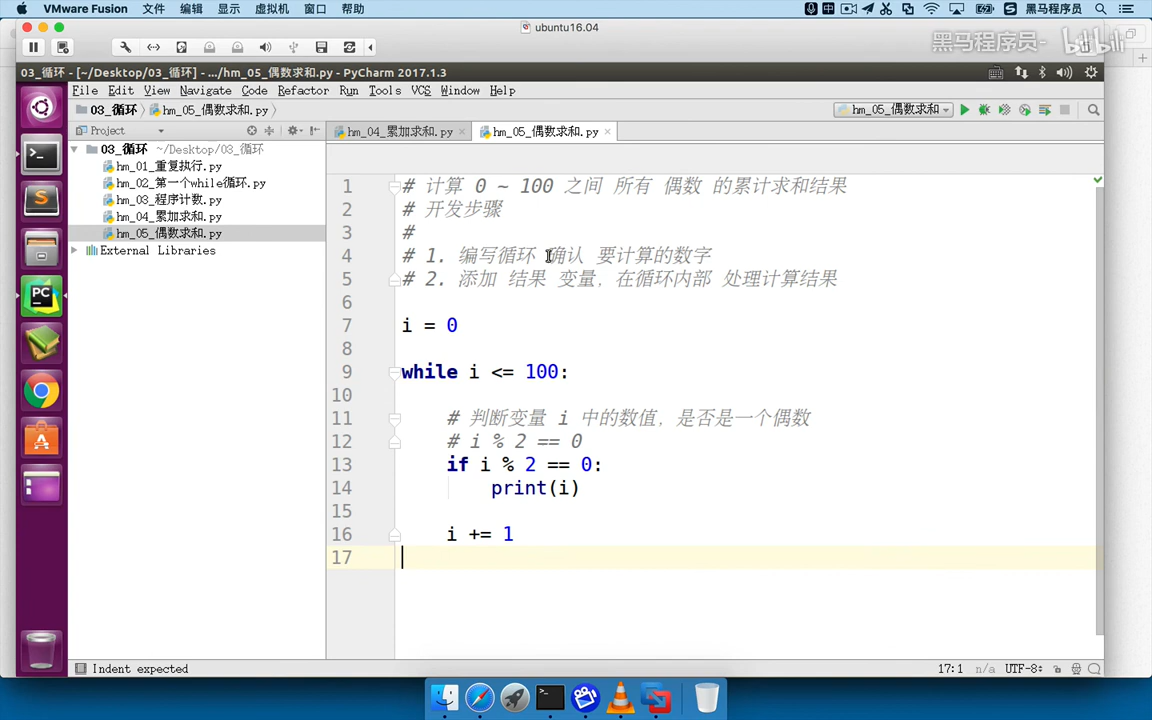 VMware Fusion 文件 编辑 显示 虚拟机 窗口 帮助 黑马程序员
ubuntu16.04
黑马程序员- bilibili
03_循环 - [~/Desktop/03_循环] - .../hm_05_偶数求和.py - PyCharm 2017.1.3
File Edit View Navigate Code Refactor Run Tools VCS Window Help
03_循环 hm_05_偶数求和.py hm_05_偶数求和
Project hm_04_累加求和.py hm_05_偶数求和.py
03_循环 ~/Desktop/03_循环
hm_01_重复执行.py
hm_02_第一个while循环.py
hm_03_程序计数.py
hm_04_累加求和.py
hm_05_偶数求和.py
External Libraries
1 # 计算 0 ~ 100 之间 所有 偶数 的累计求和结果
2 # 开发步骤
3 #
4 # 1. 编写循环 确认 要计算的数字
5 # 2. 添加 结果 变量，在循环内部 处理计算结果
6
7 i = 0
8
9 while i <= 100:
10
11 # 判断变量 i 中的数值，是否是一个偶数
12 # i % 2 == 0
13 if i % 2 == 0:
14 print(i)
15
16 i += 1
17
Indent expected 17:1 n/a UTF-8